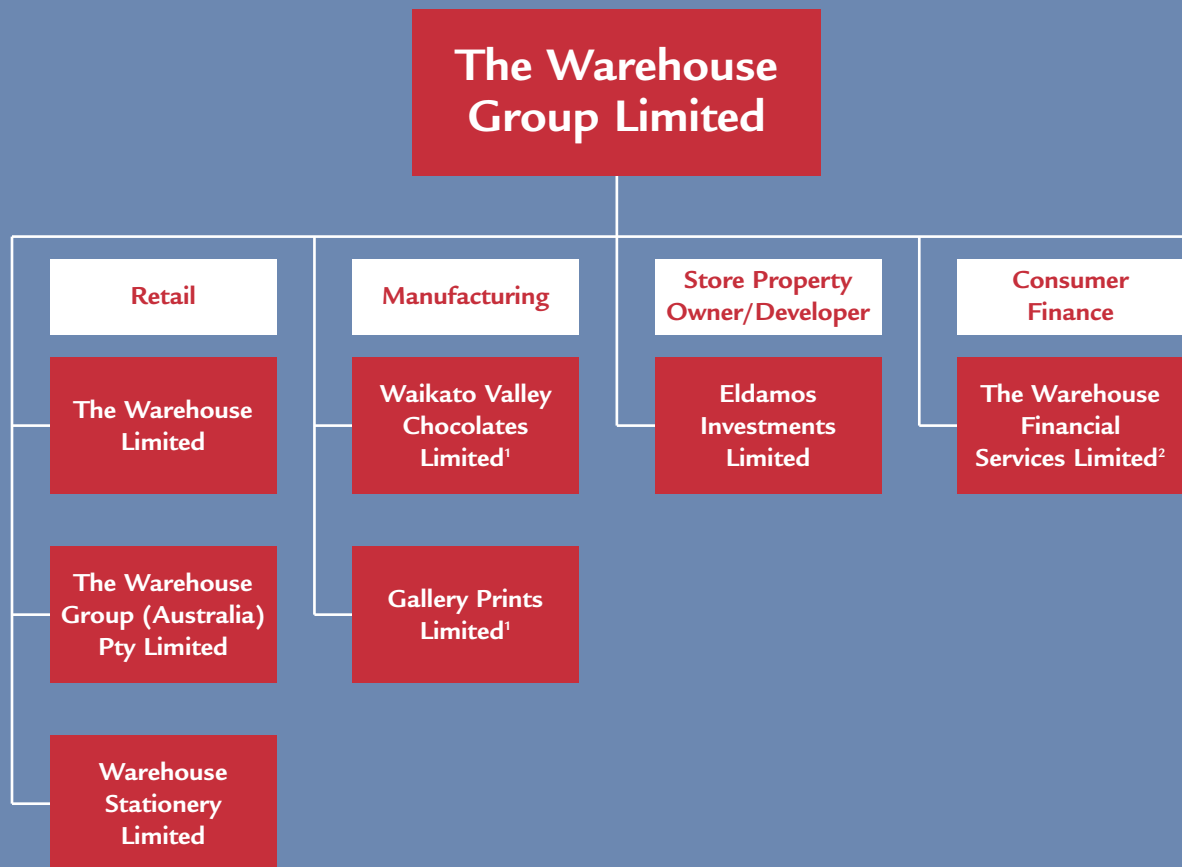 The Warehouse
Group Limited
Retail
The Warehouse
Limited
The Warehouse
Group (Australia)
Pty Limited
Warehouse
Stationery
Limited
Manufacturing
Waikato Valley
Chocolates
Limited¹
Gallery Prints
Limited¹
Store Property
Owner/Developer
Eldamos
Investments
Limited
Consumer
Finance
The Warehouse
Financial
Services Limited²